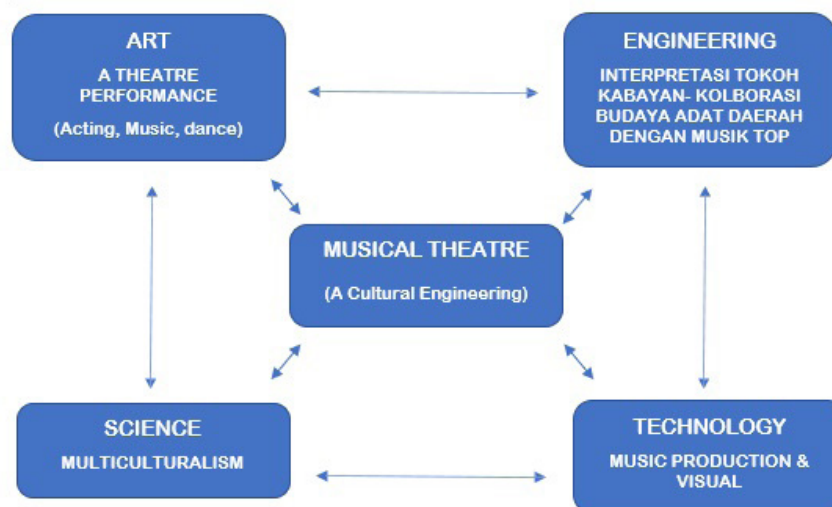 ART
A THEATRE
PERFORMANCE
(Acting, Music, dance)
ENGINEERING
INTERPRETASI TOKOH
KABAYAN- KOLBORASI
BUDAYA ADAT DAERAH
DENGAN MUSIK TOP
MUSICAL THEATRE
(A Cultural Engineering)
SCIENCE
MULTICULTURALISM
TECHNOLOGY
MUSIC PRODUCTION &
VISUAL